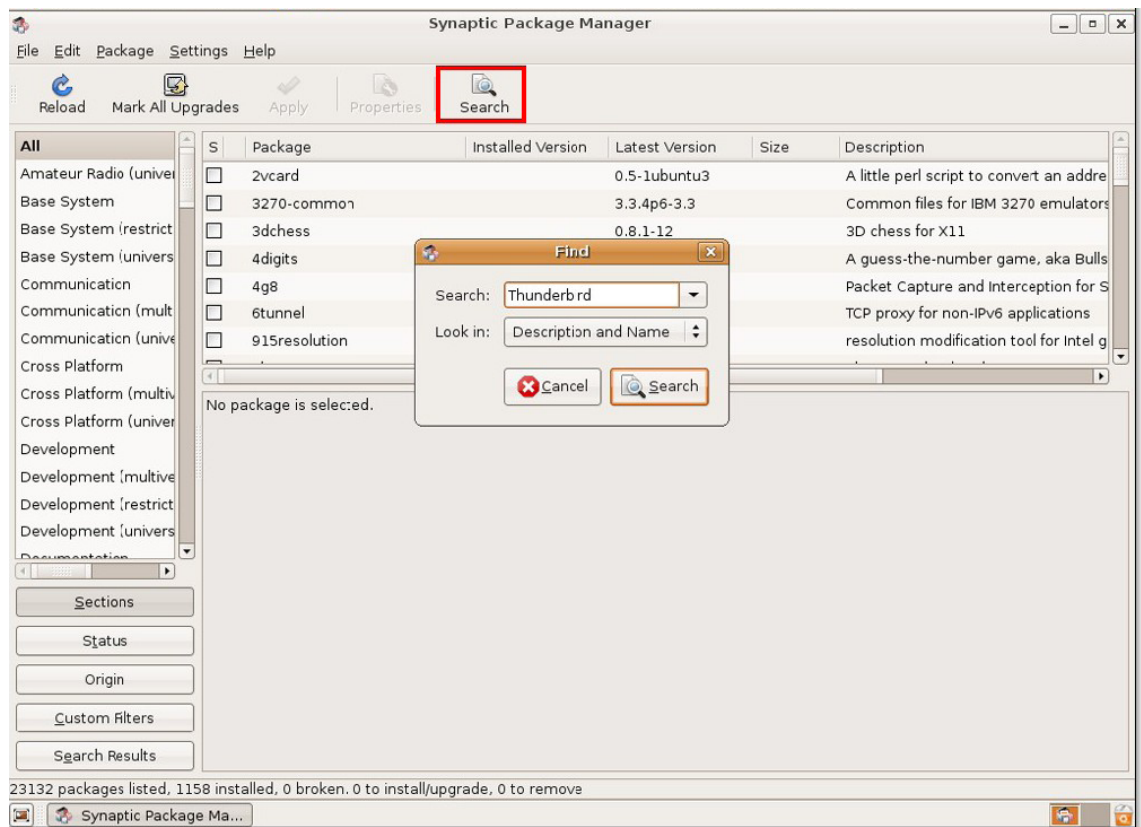 Synaptic Package Manager
File Edit Package Settings Help
Reload Mark All Upgrades Apply Properties Search
All
Amateur Radio (univer
Base System
Base System (restrict
Base System (univers
Communication
Communication (mult
Communication (unive
Cross Platform
Cross Platform (multiv
Cross Platform (univer
Development
Development (multive
Development (restrict
Development (univers
Documentation
S Package Installed Version Latest Version Size Description
2vcard 0.5-1ubuntu3 A little perl script to convert an addre
3270-common 3.3.4p6-3.3 Common files for IBM 3270 emulators
3dchess 0.8.1-12 3D chess for X11
4digits A guess-the-number game, aka Bulls
4g8 Packet Capture and Interception for S
6tunnel TCP proxy for non-IPv6 applications
915resolution resolution modification tool for Intel g
Find
Search: Thunderbird
Look in: Description and Name
Cancel Search
No package is selected.
Sections
Status
Origin
Custom Filters
Search Results
23132 packages listed, 1158 installed, 0 broken. 0 to install/upgrade, 0 to remove
Synaptic Package Ma...